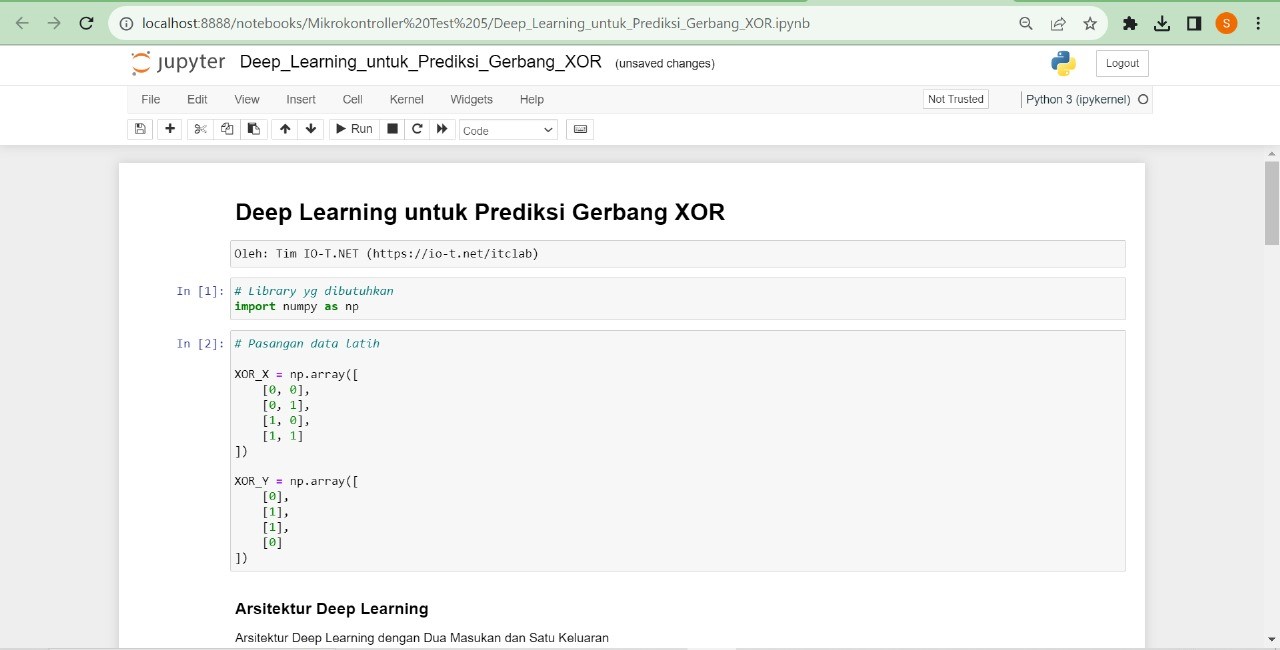 localhost:8888/notebooks/Mikrokontroller%20Test%205/Deep_Learning_untuk_Prediksi_Gerbang_XOR.ipynb
S
jupyter Deep_Learning_untuk_Prediksi_Gerbang_XOR (unsaved changes)
Logout
File Edit View Insert Cell Kernel Widgets Help
Not Trusted
Python 3 (ipykernel)
Run
Code
Deep Learning untuk Prediksi Gerbang XOR
Oleh: Tim IO-T.NET (https://io-t.net/itclab)
In [1]: # Library yg dibutuhkan
import numpy as np
In [2]: # Pasangan data latih
XOR_X = np.array([
[0, 0],
[0, 1],
[1, 0],
[1, 1]
])
XOR_Y = np.array([
[0],
[1],
[1],
[0]
])
Arsitektur Deep Learning
Arsitektur Deep Learning dengan Dua Masukan dan Satu Keluaran